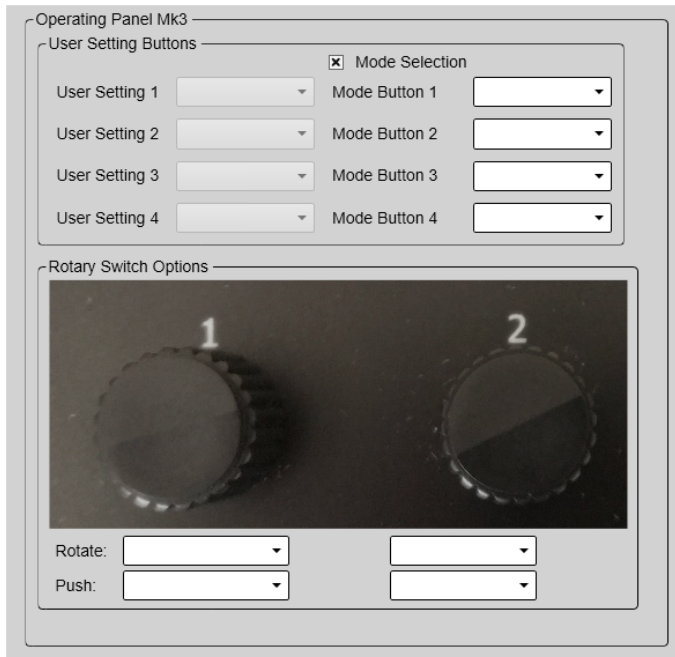 Operating Panel Mk3
User Setting Buttons
Mode Selection
User Setting 1 Mode Button 1
User Setting 2 Mode Button 2
User Setting 3 Mode Button 3
User Setting 4 Mode Button 4
Rotary Switch Options
1 2
Rotate:
Push: